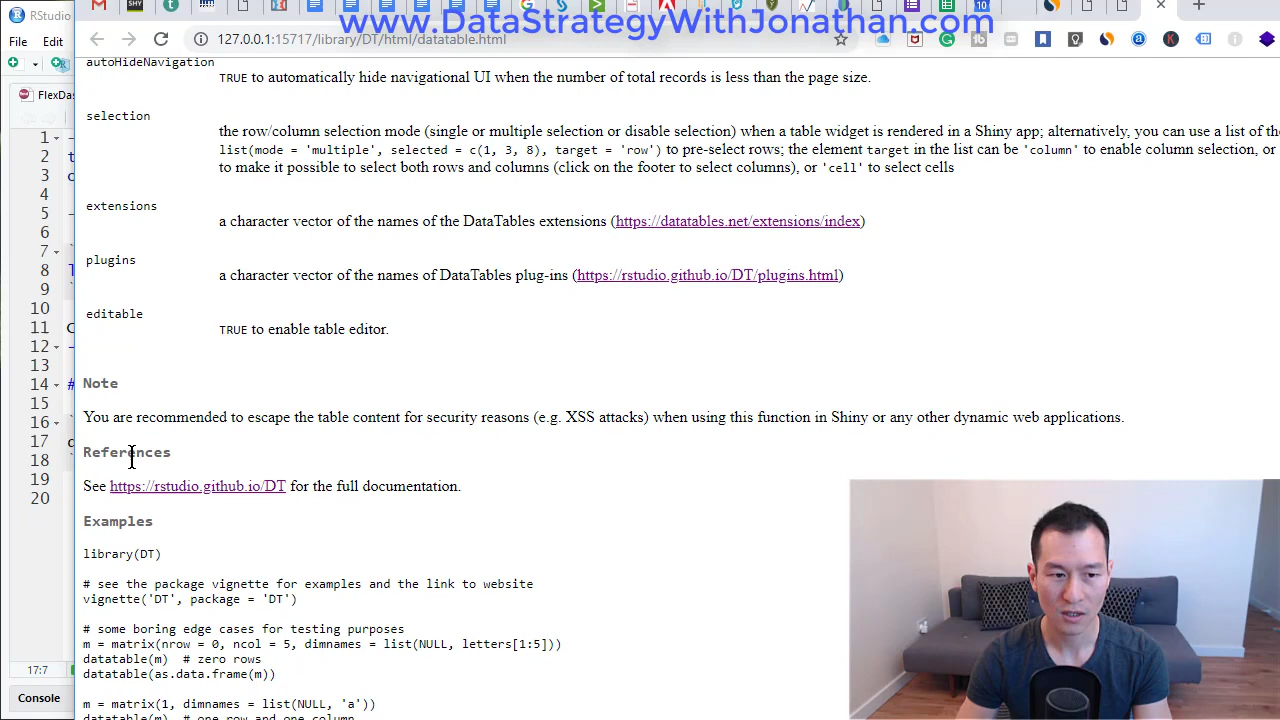 RStudio
www.DataStrategyWithJonathan.com
File Edit
127.0.0.1:15717/library/DT/html/datatable.html
FlexDas
autoHideNavigation
TRUE to automatically hide navigational UI when the number of total records is less than the page size.
selection
the row/column selection mode (single or multiple selection or disable selection) when a table widget is rendered in a Shiny app; alternatively, you can use a list of the
list(mode = 'multiple', selected = c(1, 3, 8), target = 'row') to pre-select rows; the element target in the list can be 'column' to enable column selection, or
to make it possible to select both rows and columns (click on the footer to select columns), or 'cell' to select cells
extensions
a character vector of the names of the DataTables extensions (https://datatables.net/extensions/index)
plugins
a character vector of the names of DataTables plug-ins (https://rstudio.github.io/DT/plugins.html)
editable
TRUE to enable table editor.
Note
You are recommended to escape the table content for security reasons (e.g. XSS attacks) when using this function in Shiny or any other dynamic web applications.
References
See https://rstudio.github.io/DT for the full documentation.
Examples
library(DT)
# see the package vignette for examples and the link to website
vignette('DT', package = 'DT')
# some boring edge cases for testing purposes
m = matrix(nrow = 0, ncol = 5, dimnames = list(NULL, letters[1:5]))
datatable(m)  # zero rows
datatable(as.data.frame(m))
m = matrix(1, dimnames = list(NULL, 'a'))
datatable(m)  # one row and one column
1
2
3
4
5
6
7
8
9
10
11
12
13
14
15
16
17
18
19
20
17:7
Console